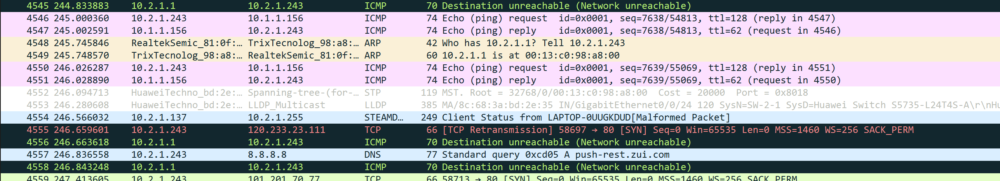 4545 244.833883 10.2.1.1 10.2.1.243 ICMP 70 Destination unreachable (Network unreachable)
4546 245.000360 10.2.1.243 10.1.1.156 ICMP 74 Echo (ping) request id=0x0001, seq=7638/54813, ttl=128 (reply in 4547)
4547 245.002591 10.1.1.156 10.2.1.243 ICMP 74 Echo (ping) reply id=0x0001, seq=7638/54813, ttl=62 (request in 4546)
4548 245.745846 RealtekSemic_81:0f:… TrixTecnolog_98:a8:… ARP 42 Who has 10.2.1.1? Tell 10.2.1.243
4549 245.748570 TrixTecnolog_98:a8:… RealtekSemic_81:0f:… ARP 60 10.2.1.1 is at 00:13:c0:98:a8:00
4550 246.026287 10.2.1.243 10.1.1.156 ICMP 74 Echo (ping) request id=0x0001, seq=7639/55069, ttl=128 (reply in 4551)
4551 246.028890 10.1.1.156 10.2.1.243 ICMP 74 Echo (ping) reply id=0x0001, seq=7639/55069, ttl=62 (request in 4550)
4552 246.094713 HuaweiTechno_bd:2e:… Spanning-tree-(for-… STP 119 MST. Root = 32768/0/00:13:c0:98:a8:00 Cost = 20000 Port = 0x8018
4553 246.280608 HuaweiTechno_bd:2e:… LLDP_Multicast LLDP 385 MA/8c:68:3a:bd:2e:35 IN/GigabitEthernet0/0/24 120 SysN=SW-2-1 SysD=Huawei Switch S5735-L24T4S-A\r\nHu
4554 246.566032 10.2.1.137 10.2.1.255 STEAMD… 249 Client Status from LAPTOP-0UUGKDUD[Malformed Packet]
4555 246.659601 10.2.1.243 120.233.23.111 TCP 66 [TCP Retransmission] 58697 → 80 [SYN] Seq=0 Win=65535 Len=0 MSS=1460 WS=256 SACK_PERM
4556 246.663618 10.2.1.1 10.2.1.243 ICMP 70 Destination unreachable (Network unreachable)
4557 246.836558 10.2.1.243 8.8.8.8 DNS 77 Standard query 0xcd05 A push-rest.zui.com
4558 246.843248 10.2.1.1 10.2.1.243 ICMP 70 Destination unreachable (Network unreachable)
4559 247.413605 10.2.1.243 101.201.70.77 TCP 66 58713 → 80 [SYN] Seq=0 Win=65535 Len=0 MSS=1460 WS=256 SACK_PERM